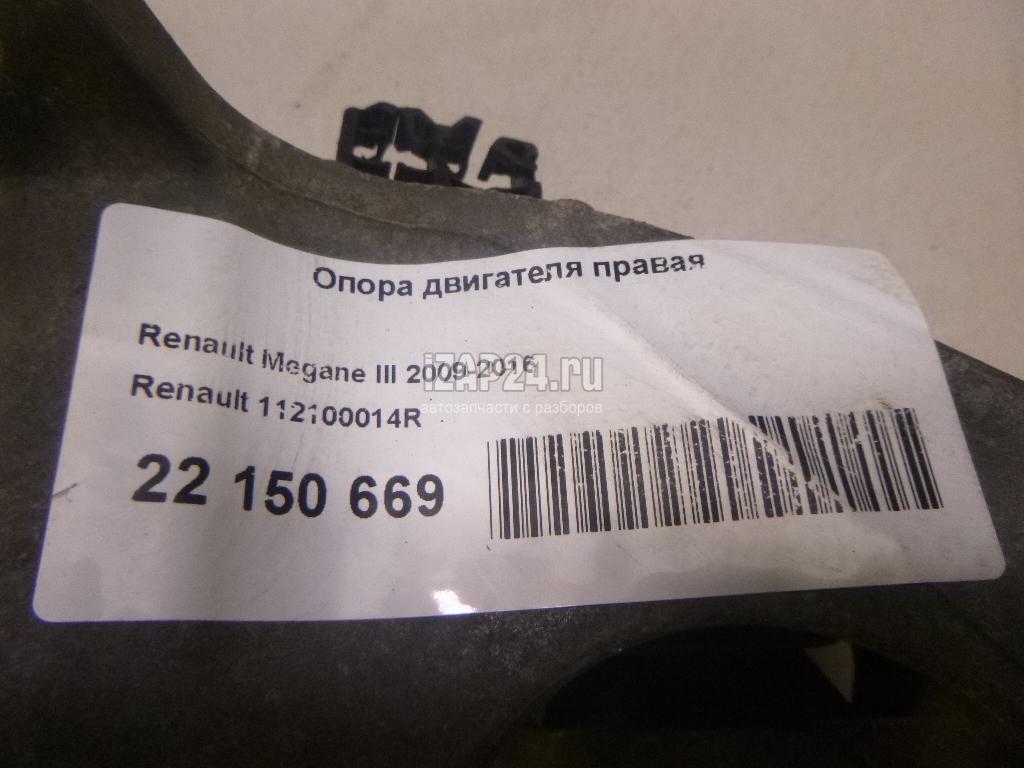 Опора двигателя правая
Renault Megane III 2009-2016
iZAP24.ru
Renault 112100014R
автозапчасти с разборов
22 150 669